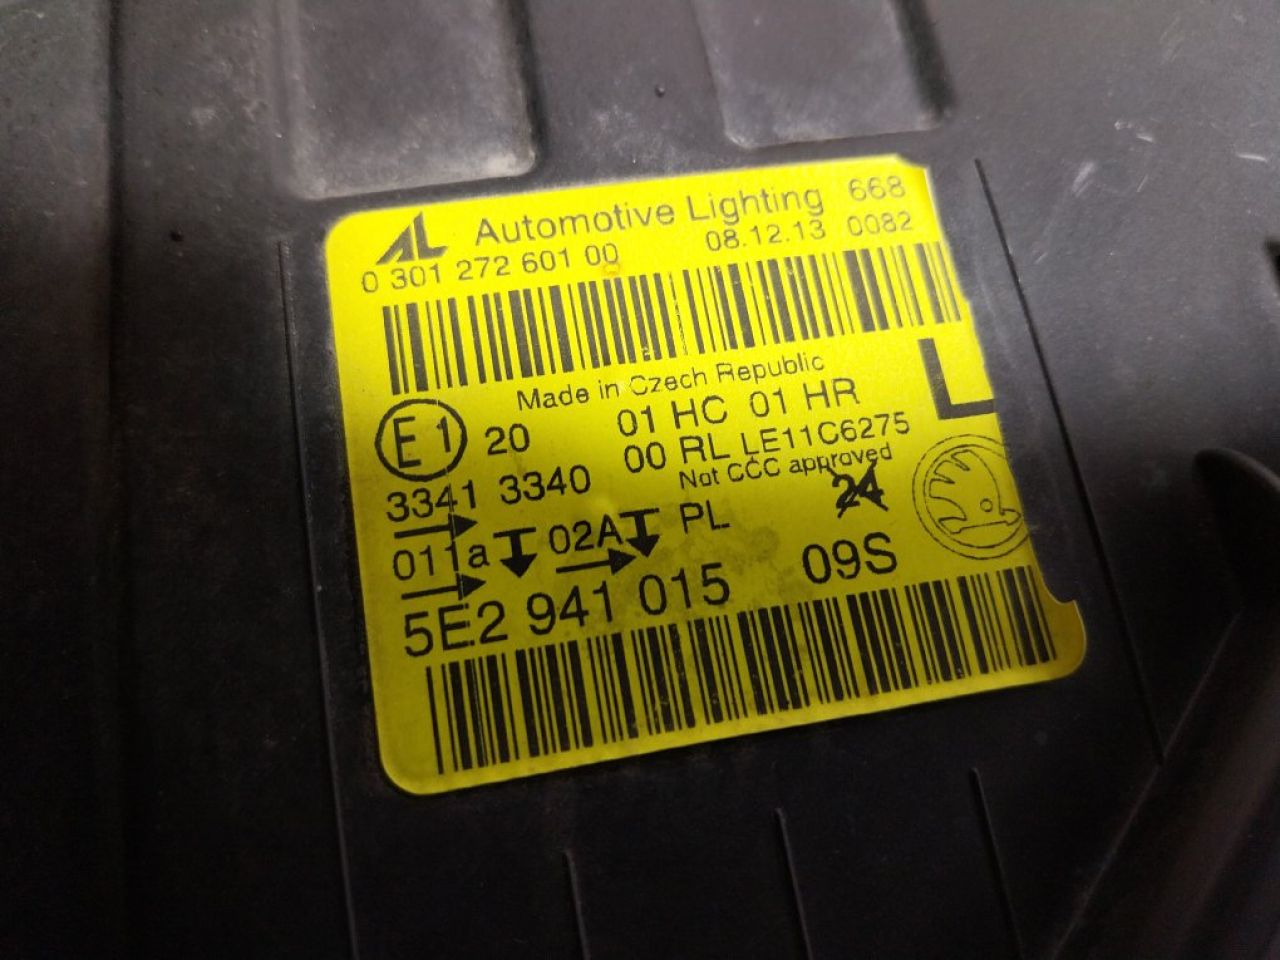 AL Automotive Lighting 668
0 301 272 601 00 08.12.13 0082
Made in Czech Republic
L
E1 20 01 HC 01 HR
3341 3340 00 RL LE11C6275
Not CCC approved
24
011a 02A PL
5E2 941 015 09S